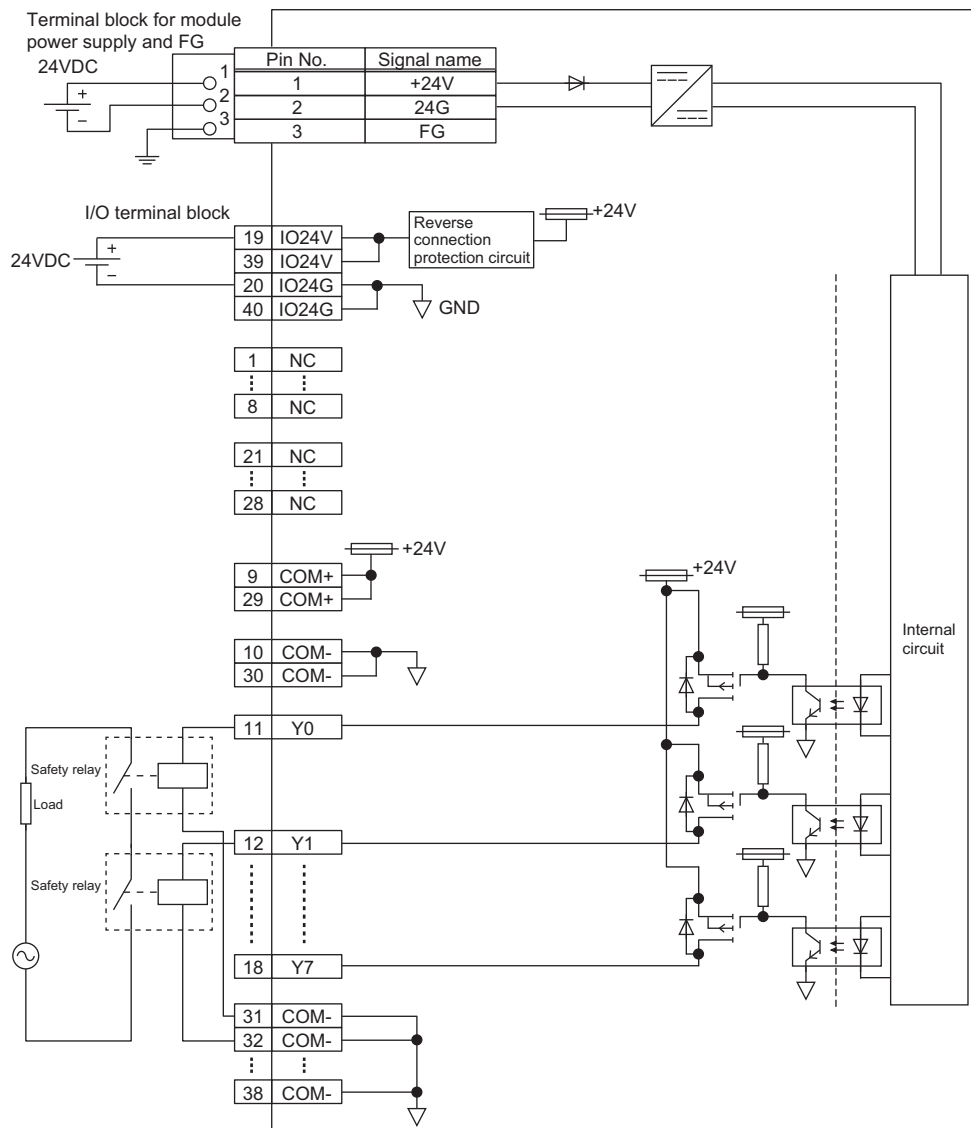 Terminal block for module
power supply and FG
24VDC
+
−
1
2
3
Pin No. Signal name
1 +24V
2 24G
3 FG
I/O terminal block
24VDC
+
−
19 IO24V
39 IO24V
20 IO24G
40 IO24G
Reverse
connection
protection circuit
+24V
GND
1 NC
8 NC
21 NC
28 NC
+24V
9 COM+
29 COM+
10 COM-
30 COM-
+24V
Internal
circuit
11 Y0
Safety relay
Load
12 Y1
Safety relay
18 Y7
31 COM-
32 COM-
38 COM-